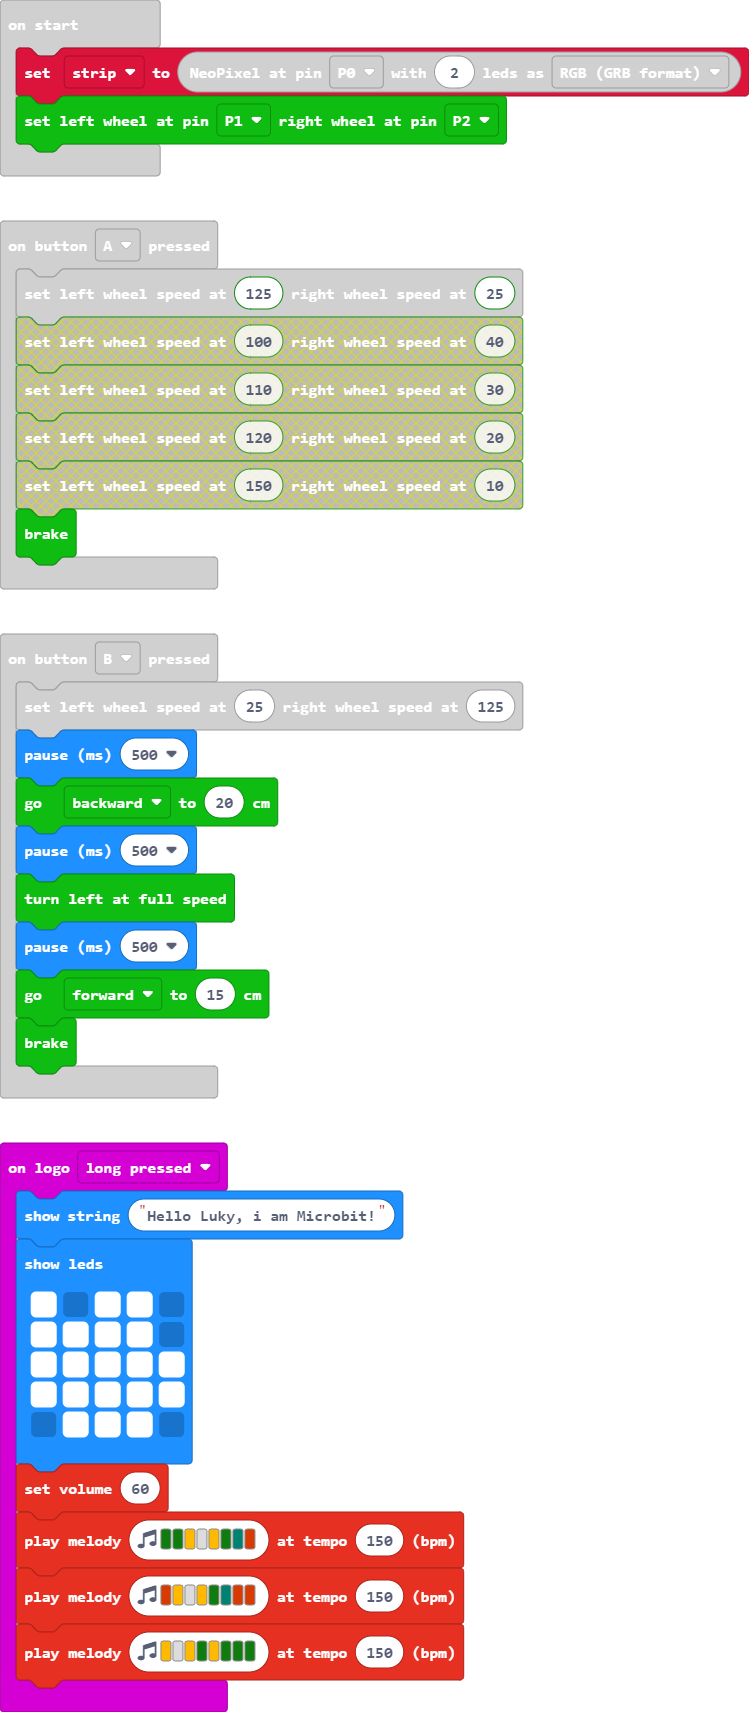 on start
set strip to NeoPixel at pin P0 with 2 leds as RGB (GRB format)
set left wheel at pin P1 right wheel at pin P2
on button A pressed
set left wheel speed at 125 right wheel speed at 25
set left wheel speed at 100 right wheel speed at 40
set left wheel speed at 110 right wheel speed at 30
set left wheel speed at 120 right wheel speed at 20
set left wheel speed at 150 right wheel speed at 10
brake
on button B pressed
set left wheel speed at 25 right wheel speed at 125
pause (ms) 500
go backward to 20 cm
pause (ms) 500
turn left at full speed
pause (ms) 500
go forward to 15 cm
brake
on logo long pressed
show string "Hello Luky, i am Microbit!"
show leds
set volume 60
play melody at tempo 150 (bpm)
play melody at tempo 150 (bpm)
play melody at tempo 150 (bpm)